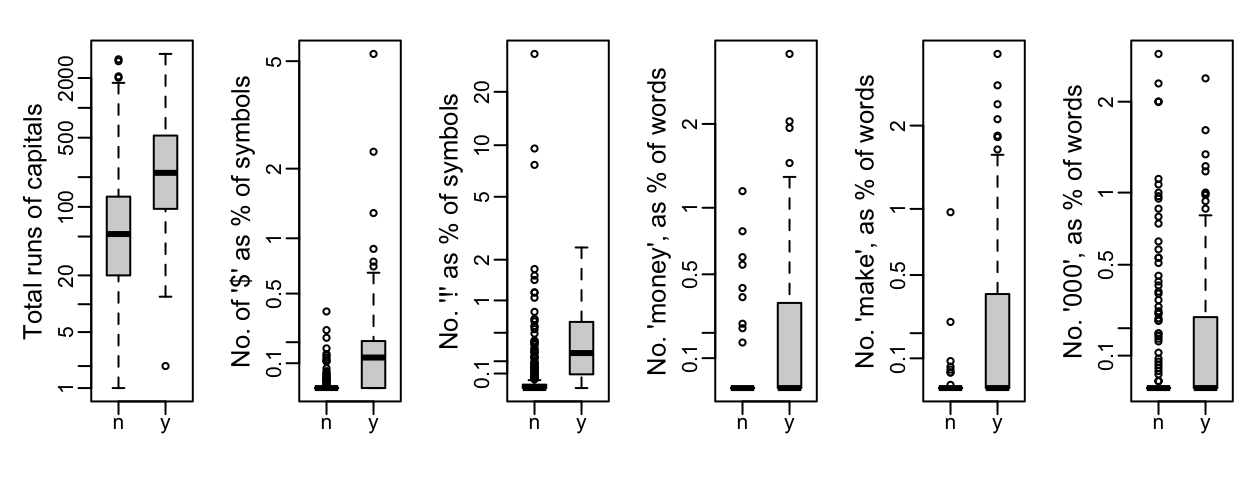 Total runs of capitals
1
5
20
100
500
2000
n
y
No. of '$' as % of symbols
0.1
0.5
1
2
5
n
y
No. '!' as % of symbols
0.1
1
2
5
10
20
n
y
No. 'money', as % of words
0.1
0.5
1
2
n
y
No. 'make', as % of words
0.1
0.5
1
2
n
y
No. '000', as % of words
0.1
0.5
1
2
n
y